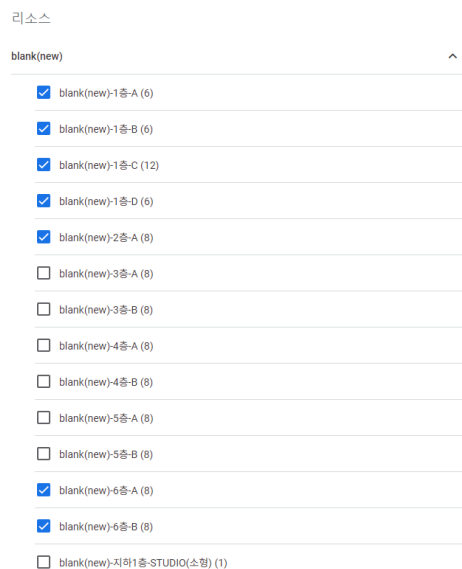 리소스
blank(new)
blank(new)-1층-A (6)
blank(new)-1층-B (6)
blank(new)-1층-C (12)
blank(new)-1층-D (6)
blank(new)-2층-A (8)
blank(new)-3층-A (8)
blank(new)-3층-B (8)
blank(new)-4층-A (8)
blank(new)-4층-B (8)
blank(new)-5층-A (8)
blank(new)-5층-B (8)
blank(new)-6층-A (8)
blank(new)-6층-B (8)
blank(new)-지하1층-STUDIO(소형) (1)